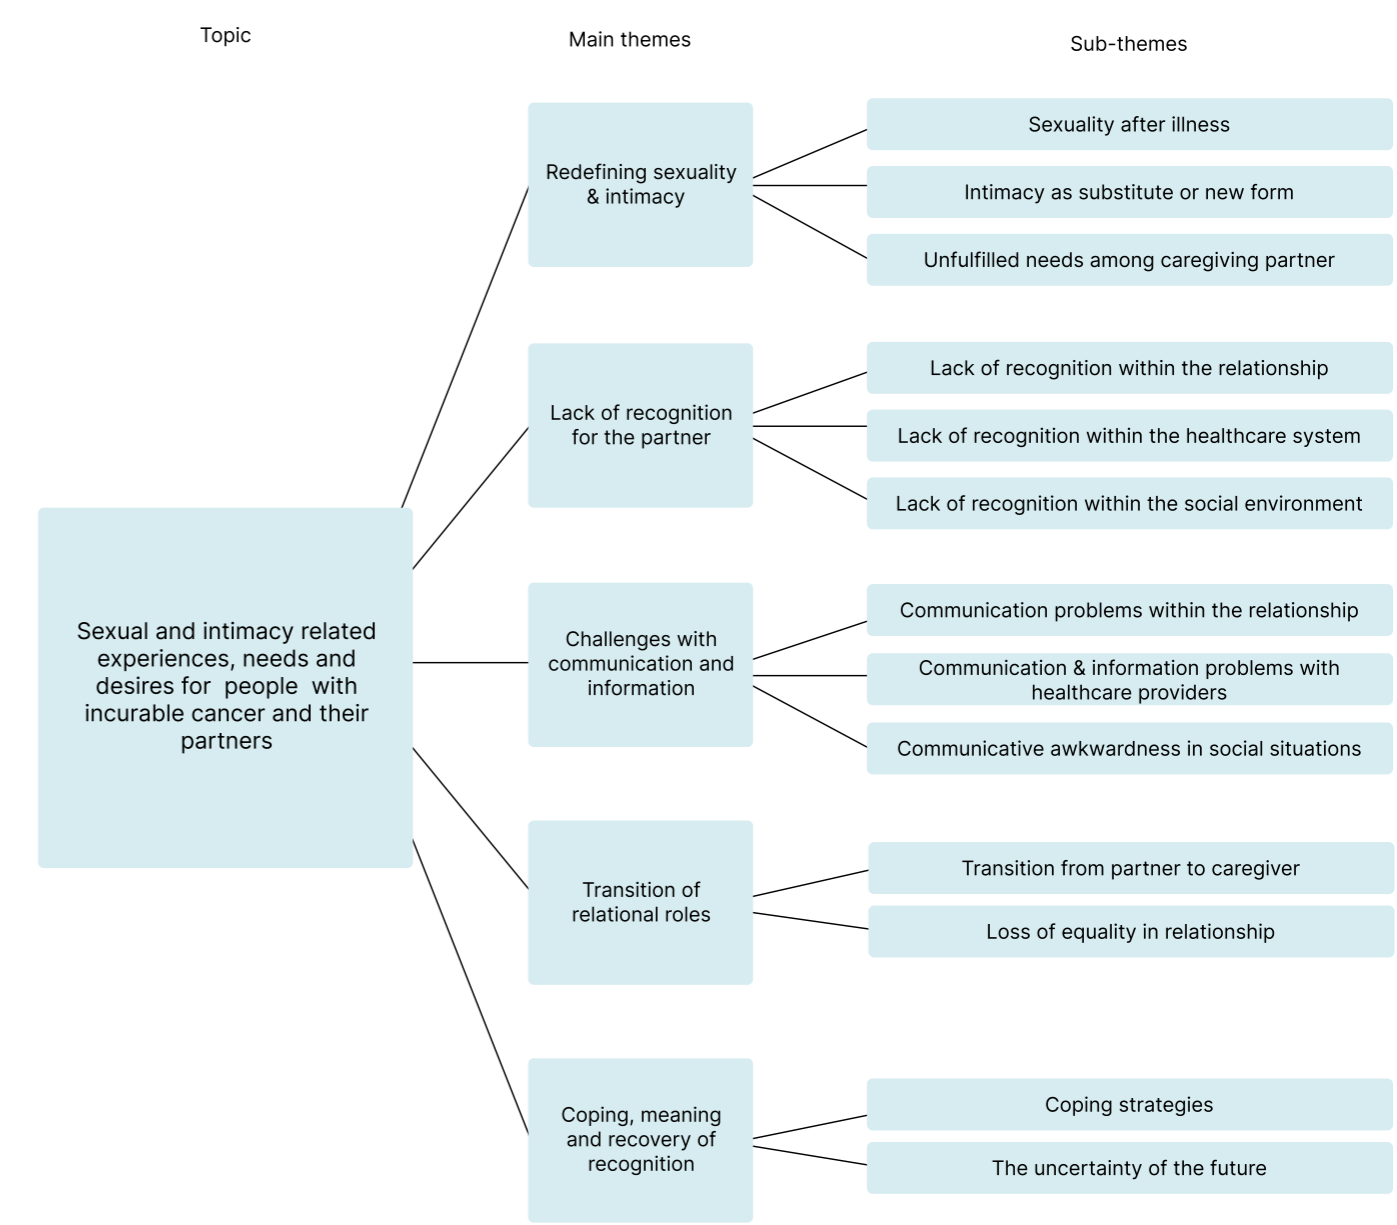 Topic
Main themes
Sub-themes
Sexual and intimacy related
experiences, needs and
desires for  people  with
incurable cancer and their
partners
Redefining sexuality
& intimacy
Sexuality after illness
Intimacy as substitute or new form
Unfulfilled needs among caregiving partner
Lack of recognition
for the partner
Lack of recognition within the relationship
Lack of recognition within the healthcare system
Lack of recognition within the social environment
Challenges with
communication and
information
Communication problems within the relationship
Communication & information problems with
healthcare providers
Communicative awkwardness in social situations
Transition of
relational roles
Transition from partner to caregiver
Loss of equality in relationship
Coping, meaning
and recovery of
recognition
Coping strategies
The uncertainty of the future